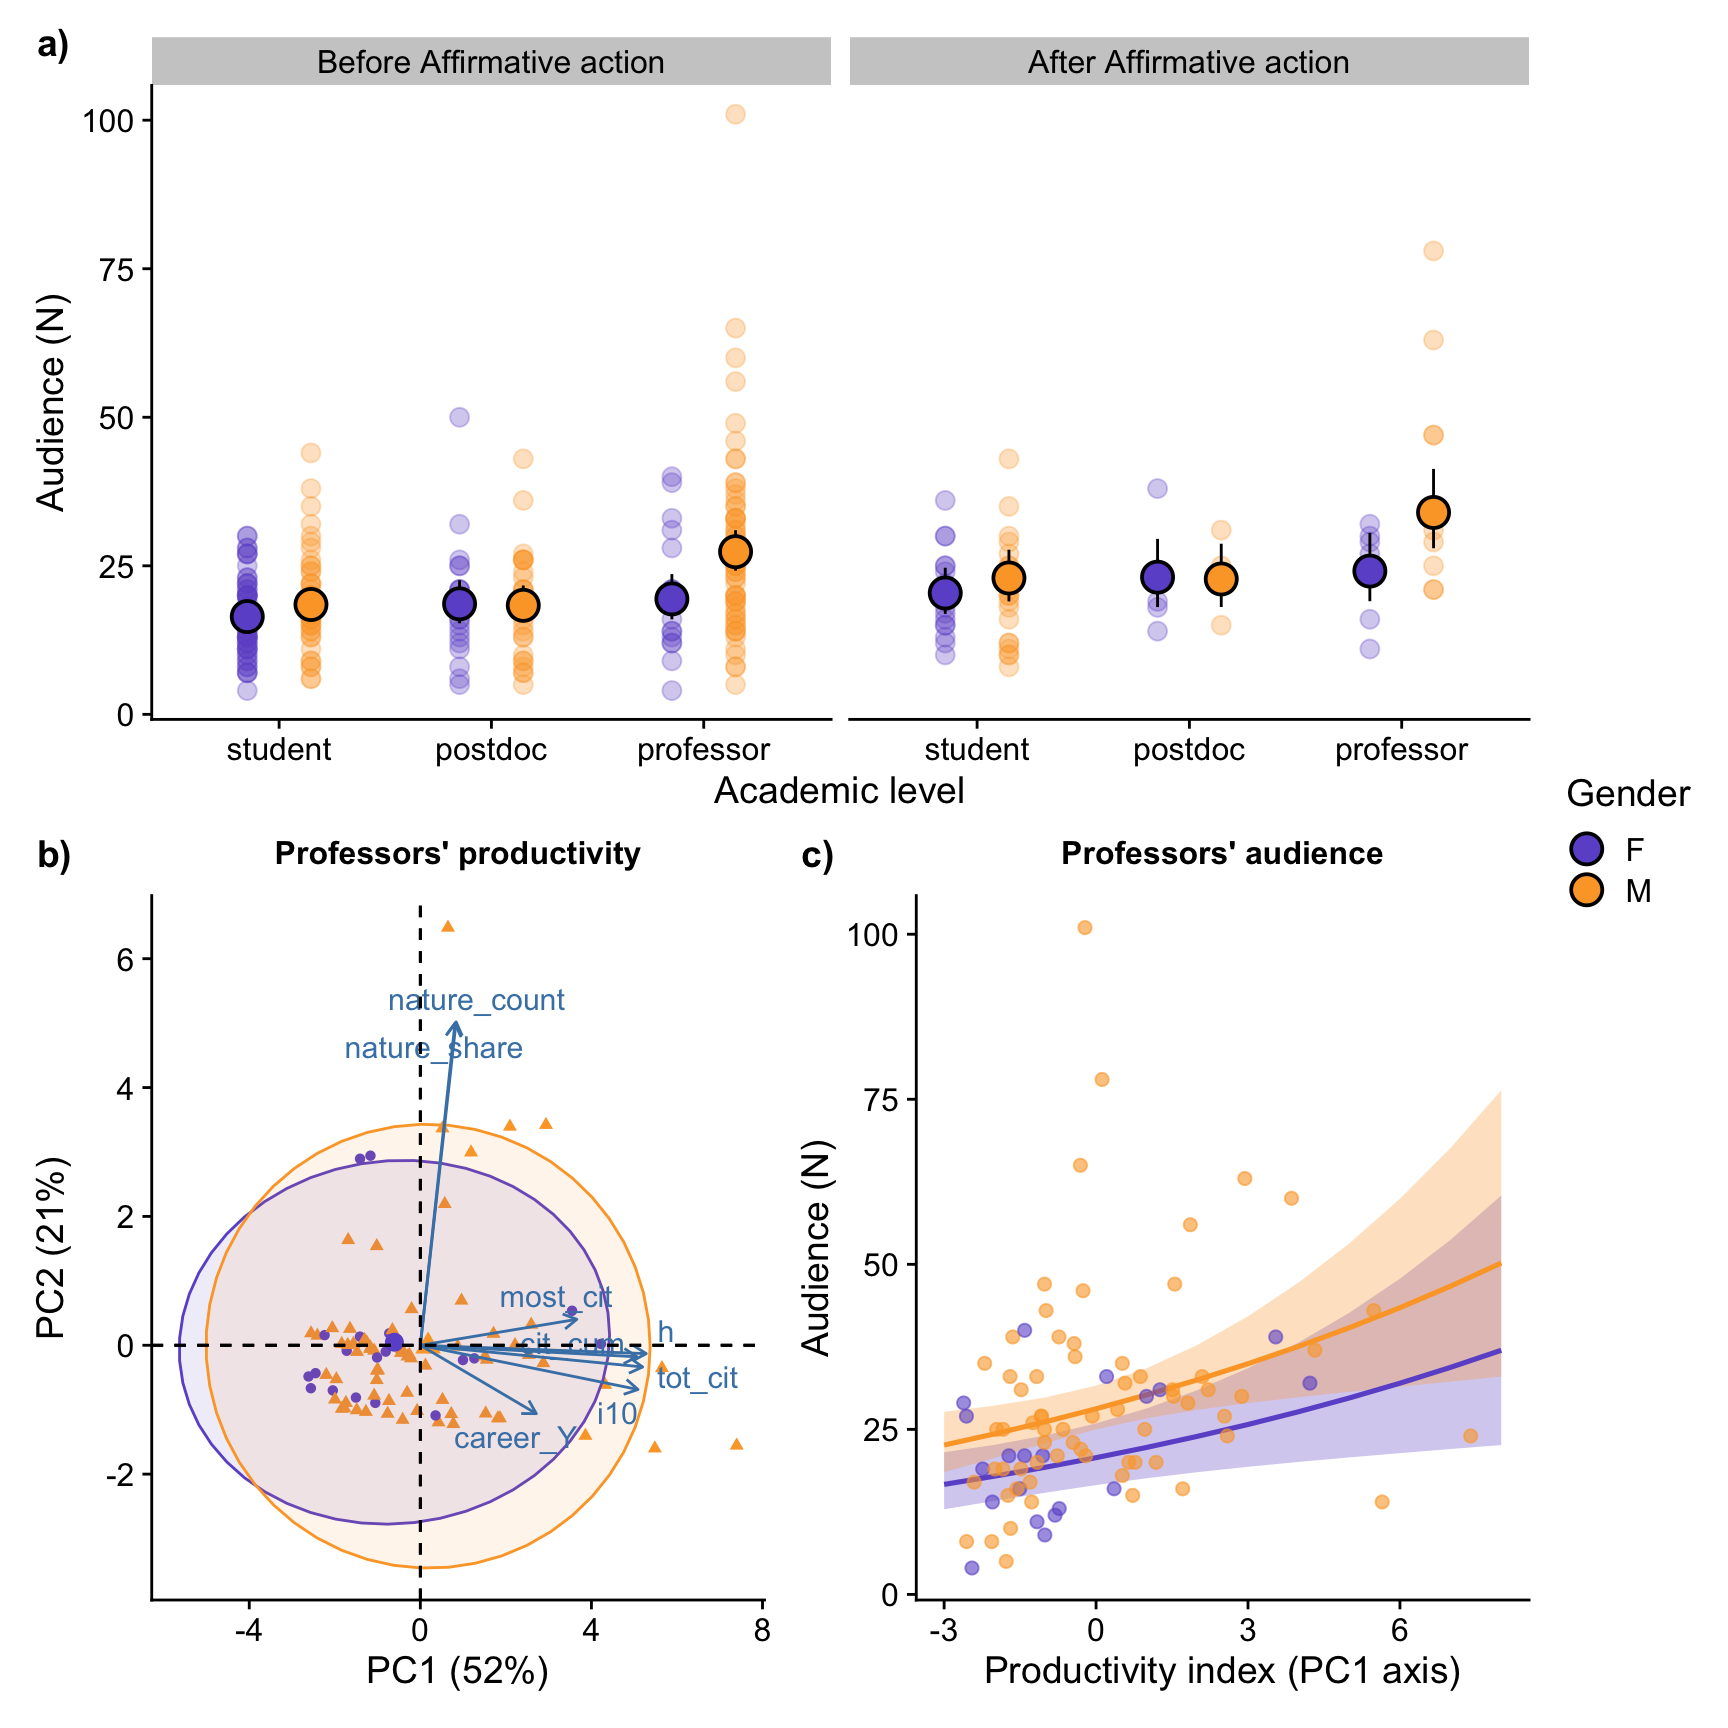 a)
Before Affirmative action
After Affirmative action
100
75
50
25
0
Audience (N)
student
postdoc
professor
student
postdoc
professor
Academic level
Gender
F
M
b)
Professors' productivity
6
4
2
0
-2
PC2 (21%)
nature_count
nature_share
most_cit
cit_cum
h
tot_cit
i10
career_Y
-4
0
4
8
PC1 (52%)
c)
Professors' audience
100
75
50
25
0
Audience (N)
-3
0
3
6
Productivity index (PC1 axis)